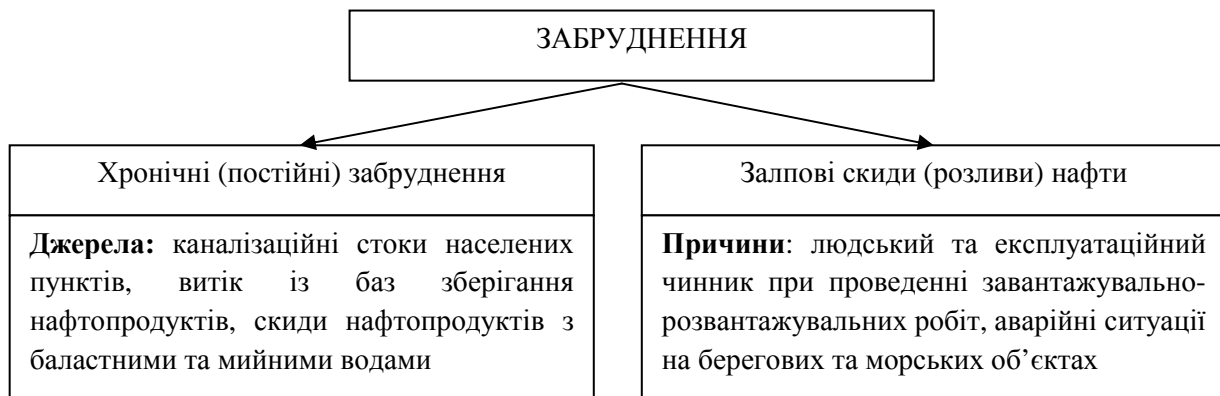 ЗАБРУДНЕННЯ
Хронічні (постійні) забруднення
Джерела: каналізаційні стоки населених
пунктів, витік із баз зберігання
нафтопродуктів, скиди нафтопродуктів з
баластними та мийними водами
Залпові скиди (розливи) нафти
Причини: людський та експлуатаційний
чинник при проведенні завантажувально-
розвантажувальних робіт, аварійні ситуації
на берегових та морських об’єктах